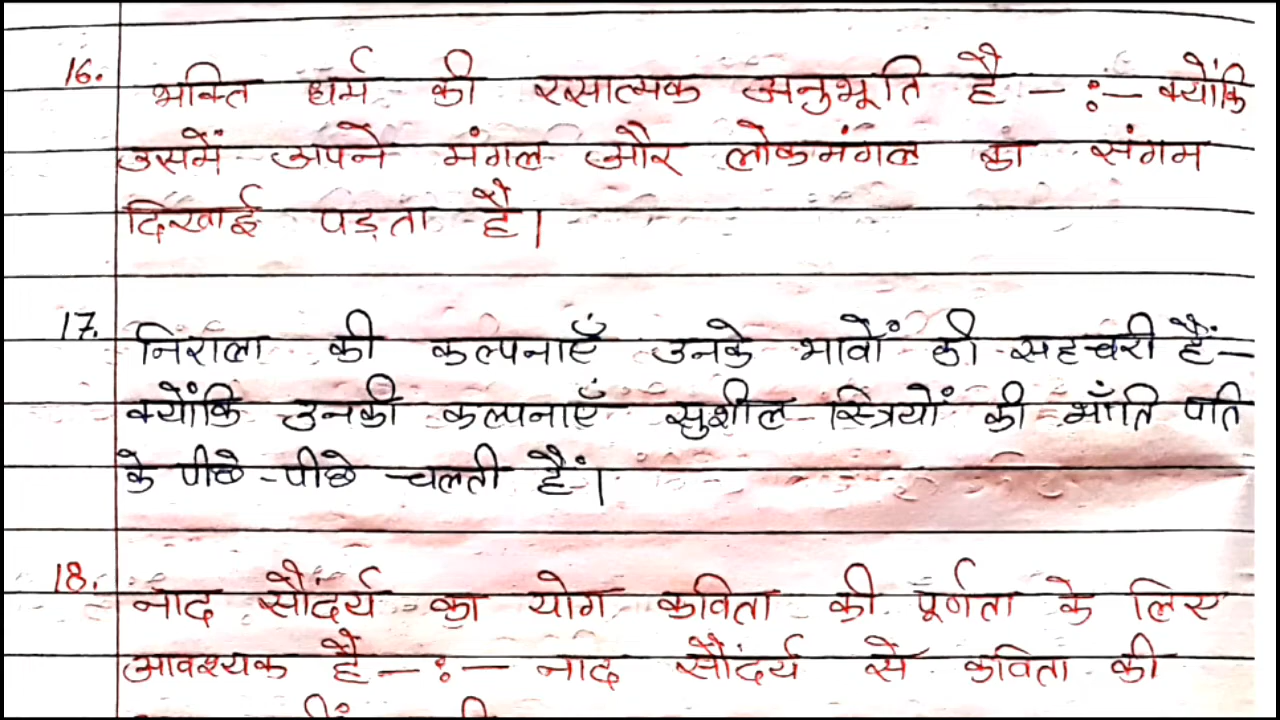 16. भक्ति धर्म की रसात्मक अनुभूति है - :- क्योंकि
उसमें अपने मंगल और लोकमंगल का संगम
दिखाई पड़ता है।
17. निराला की कल्पनाएँ उनके भावों की सहचरी हैं-
क्योंकि उनकी कल्पनाएँ सुशील स्त्रियों की भाँति पति
के पीछे-पीछे चलती हैं।
18. नाद सौंदर्य का योग कविता की पूर्णता के लिए
आवश्यक है - :- नाद सौंदर्य से कविता की